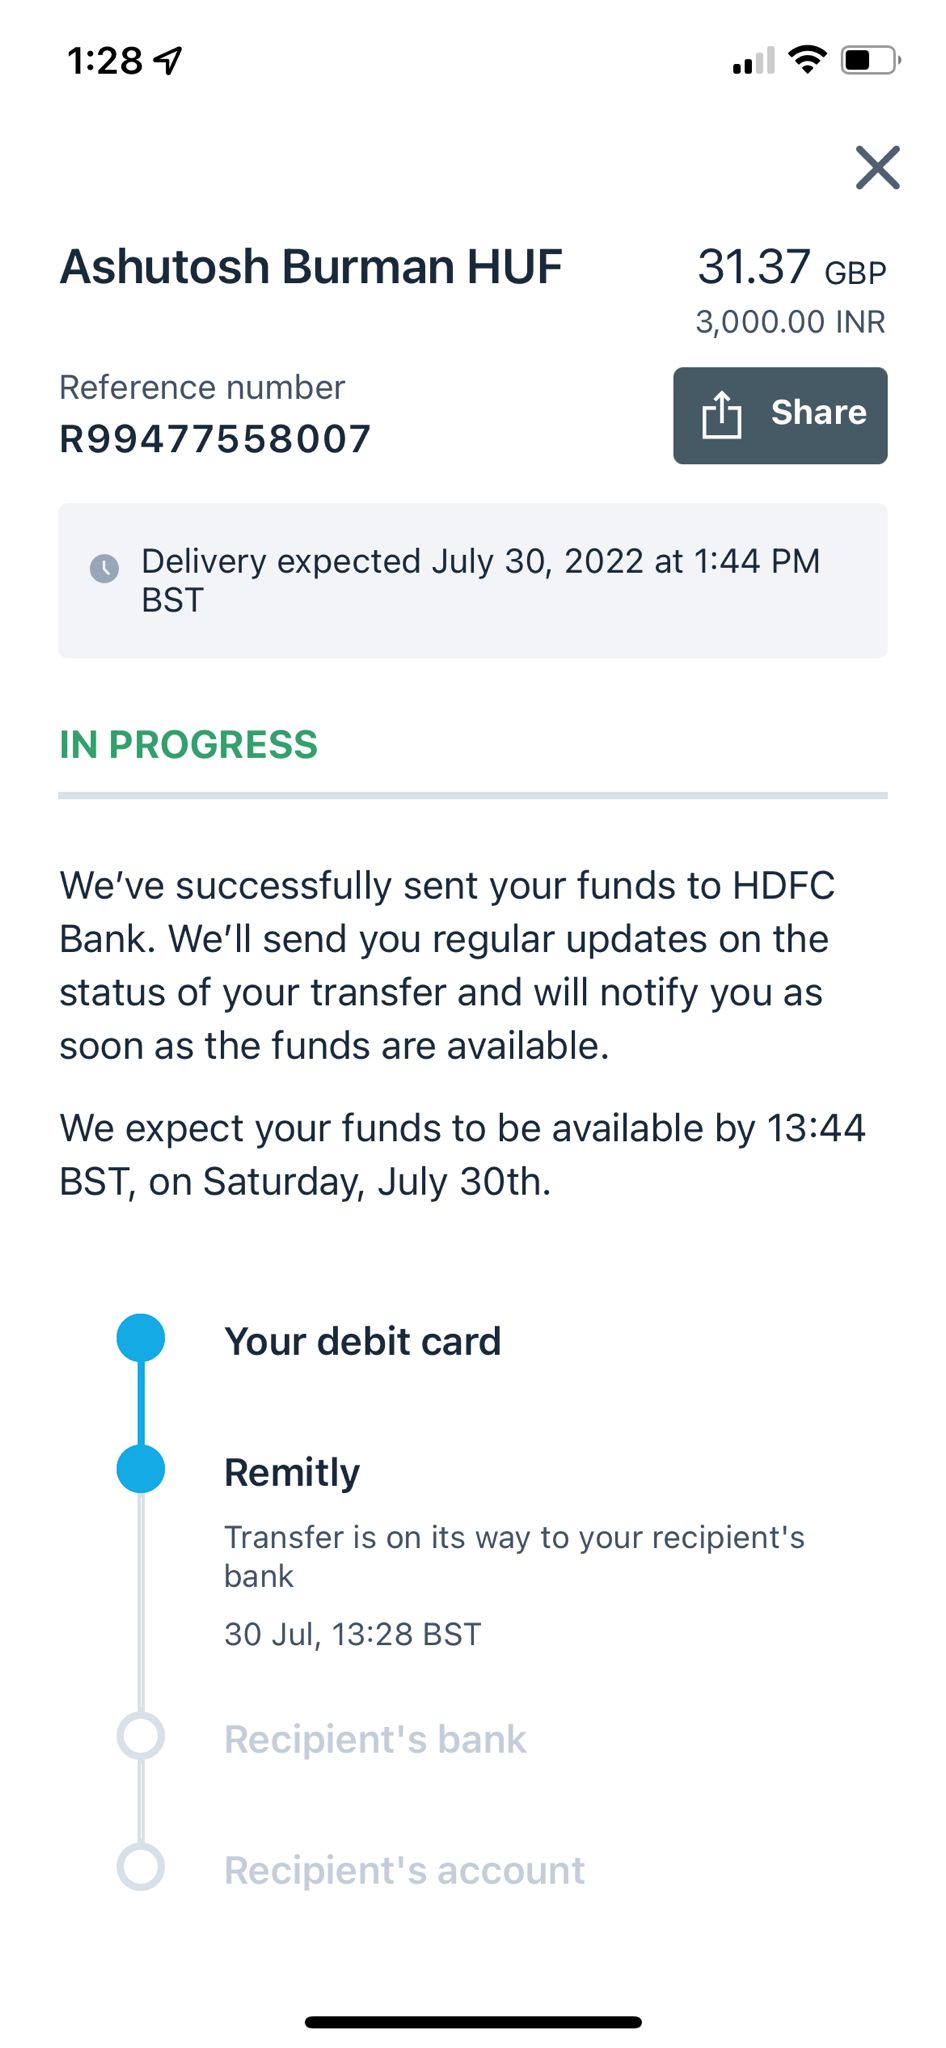 1:28
Ashutosh Burman HUF
31.37 GBP
3,000.00 INR
Reference number
R99477558007
Share
Delivery expected July 30, 2022 at 1:44 PM
BST
IN PROGRESS
We’ve successfully sent your funds to HDFC
Bank. We’ll send you regular updates on the
status of your transfer and will notify you as
soon as the funds are available.
We expect your funds to be available by 13:44
BST, on Saturday, July 30th.
Your debit card
Remitly
Transfer is on its way to your recipient's
bank
30 Jul, 13:28 BST
Recipient's bank
Recipient's account